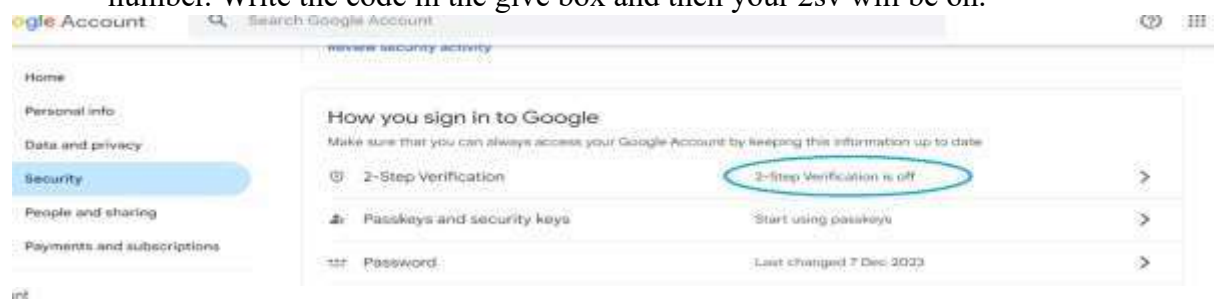 number. Write the code in the give box and then your 2sv will be on.
ogle Account Search Google Account
Review security activity
Home
Personal info
Data and privacy
Security
People and sharing
Payments and subscriptions
How you sign in to Google
Make sure that you can always access your Google Account by keeping this information up to date
2-Step Verification 2-Step Verification is off
Passkeys and security keys Start using passkeys
Password Last changed 7 Dec 2023
unt